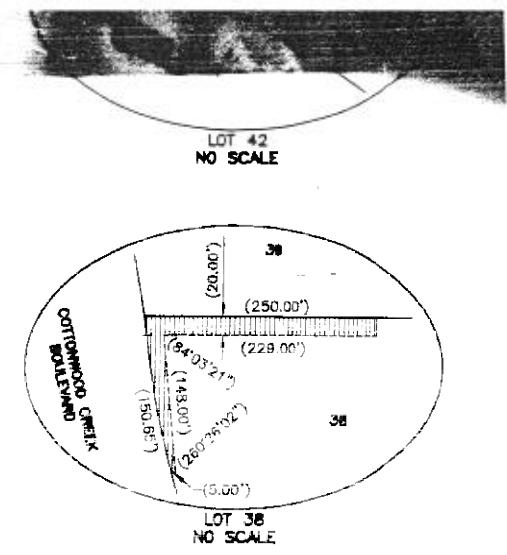 LOT 42
NO SCALE
38
(20.00')
(250.00')
(229.00')
(84°03'21")
(148.00')
(150.65')
(260°26'02")
COTTONWOOD CREEK
BOULEVARD
38
(5.00')
LOT 38
NO SCALE